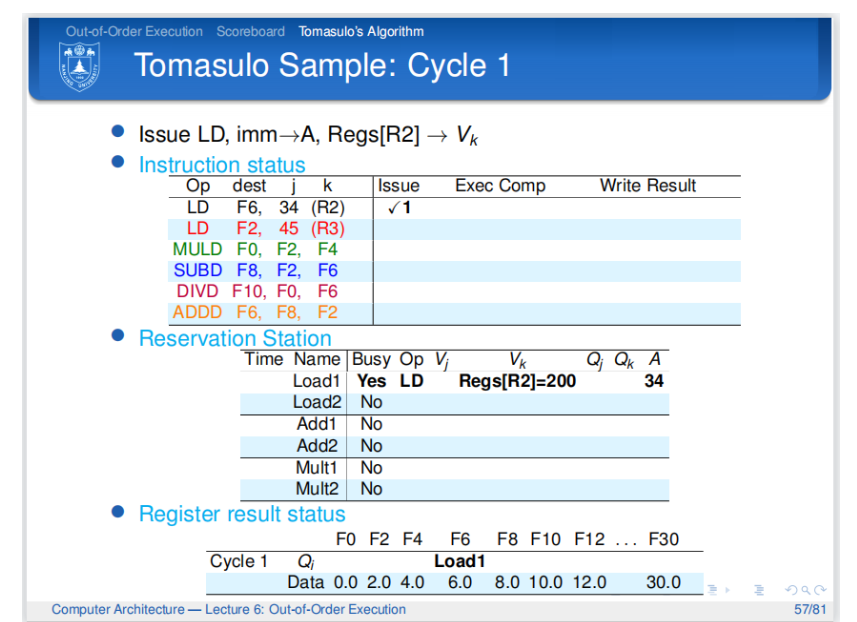 Out-of-Order Execution Scoreboard Tomasulo's Algorithm
Tomasulo Sample: Cycle 1
Issue LD, imm→A, Regs[R2] → Vk
Instruction status
Op dest j k Issue Exec Comp Write Result
LD F6, 34 (R2) ✓1
LD F2, 45 (R3)
MULD F0, F2, F4
SUBD F8, F2, F6
DIVD F10, F0, F6
ADDD F6, F8, F2
Reservation Station
Time Name Busy Op Vj Vk Qj Qk A
Load1 Yes LD Regs[R2]=200 34
Load2 No
Add1 No
Add2 No
Mult1 No
Mult2 No
Register result status
F0 F2 F4 F6 F8 F10 F12 ... F30
Cycle 1 Qi Load1
Data 0.0 2.0 4.0 6.0 8.0 10.0 12.0 30.0
Computer Architecture — Lecture 6: Out-of-Order Execution 57/81